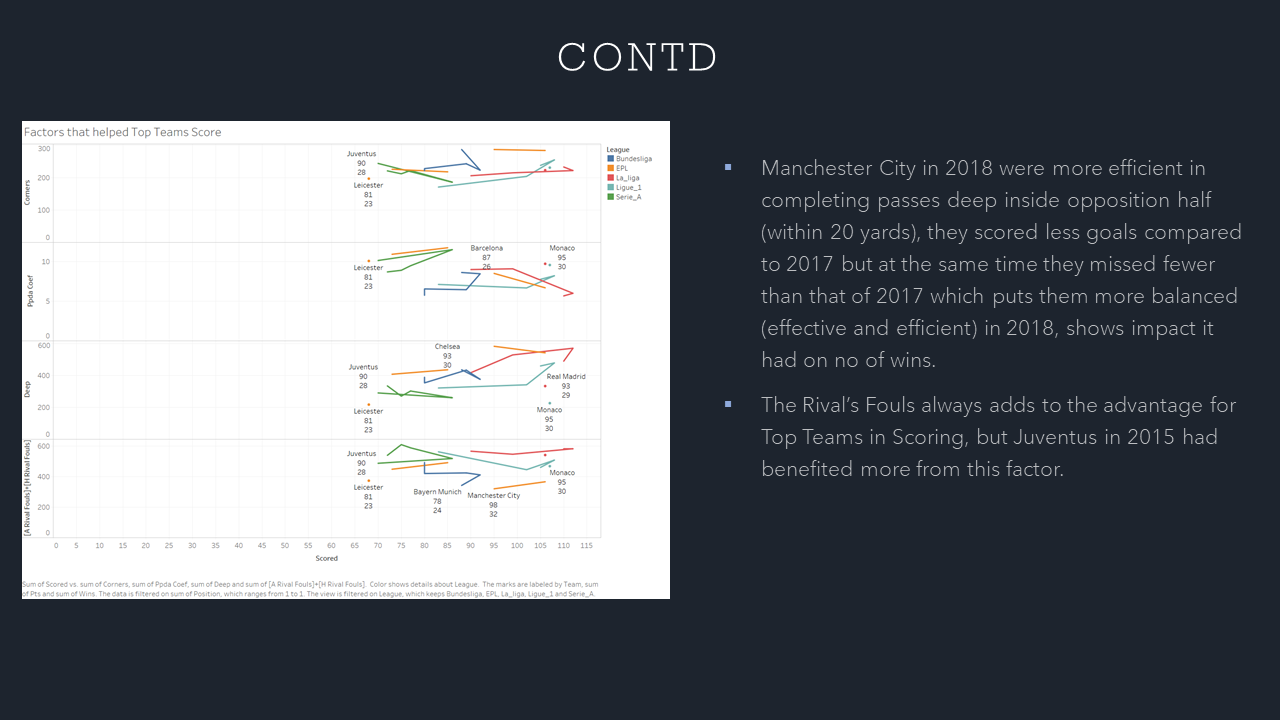 CONTD
Factors that helped Top Teams Score
League
Bundesliga
EPL
La_liga
Ligue_1
Serie_A
Corners
300
200
100
0
Juventus
90
28
Leicester
81
23
Ppda Coef
10
5
0
Leicester
81
23
Barcelona
87
26
Monaco
95
30
Deep
600
400
200
0
Juventus
90
28
Leicester
81
23
Chelsea
93
30
Real Madrid
93
29
Monaco
95
30
[A Rival Fouls]+[H Rival Fouls]
600
400
200
0
Juventus
90
28
Leicester
81
23
Bayern Munich
78
24
Manchester City
98
32
Monaco
95
30
0 5 10 15 20 25 30 35 40 45 50 55 60 65 70 75 80 85 90 95 100 105 110 115
Scored
Sum of Scored vs. sum of Corners, sum of Ppda Coef, sum of Deep and sum of [A Rival Fouls]+[H Rival Fouls]. Color shows details about League. The marks are labeled by Team, sum
of Pts and sum of Wins. The data is filtered on sum of Position, which ranges from 1 to 1. The view is filtered on League, which keeps Bundesliga, EPL, La_liga, Ligue_1 and Serie_A.
Manchester City in 2018 were more efficient in
completing passes deep inside opposition half
(within 20 yards), they scored less goals compared
to 2017 but at the same time they missed fewer
than that of 2017 which puts them more balanced
(effective and efficient) in 2018, shows impact it
had on no of wins.
The Rival's Fouls always adds to the advantage for
Top Teams in Scoring, but Juventus in 2015 had
benefited more from this factor.